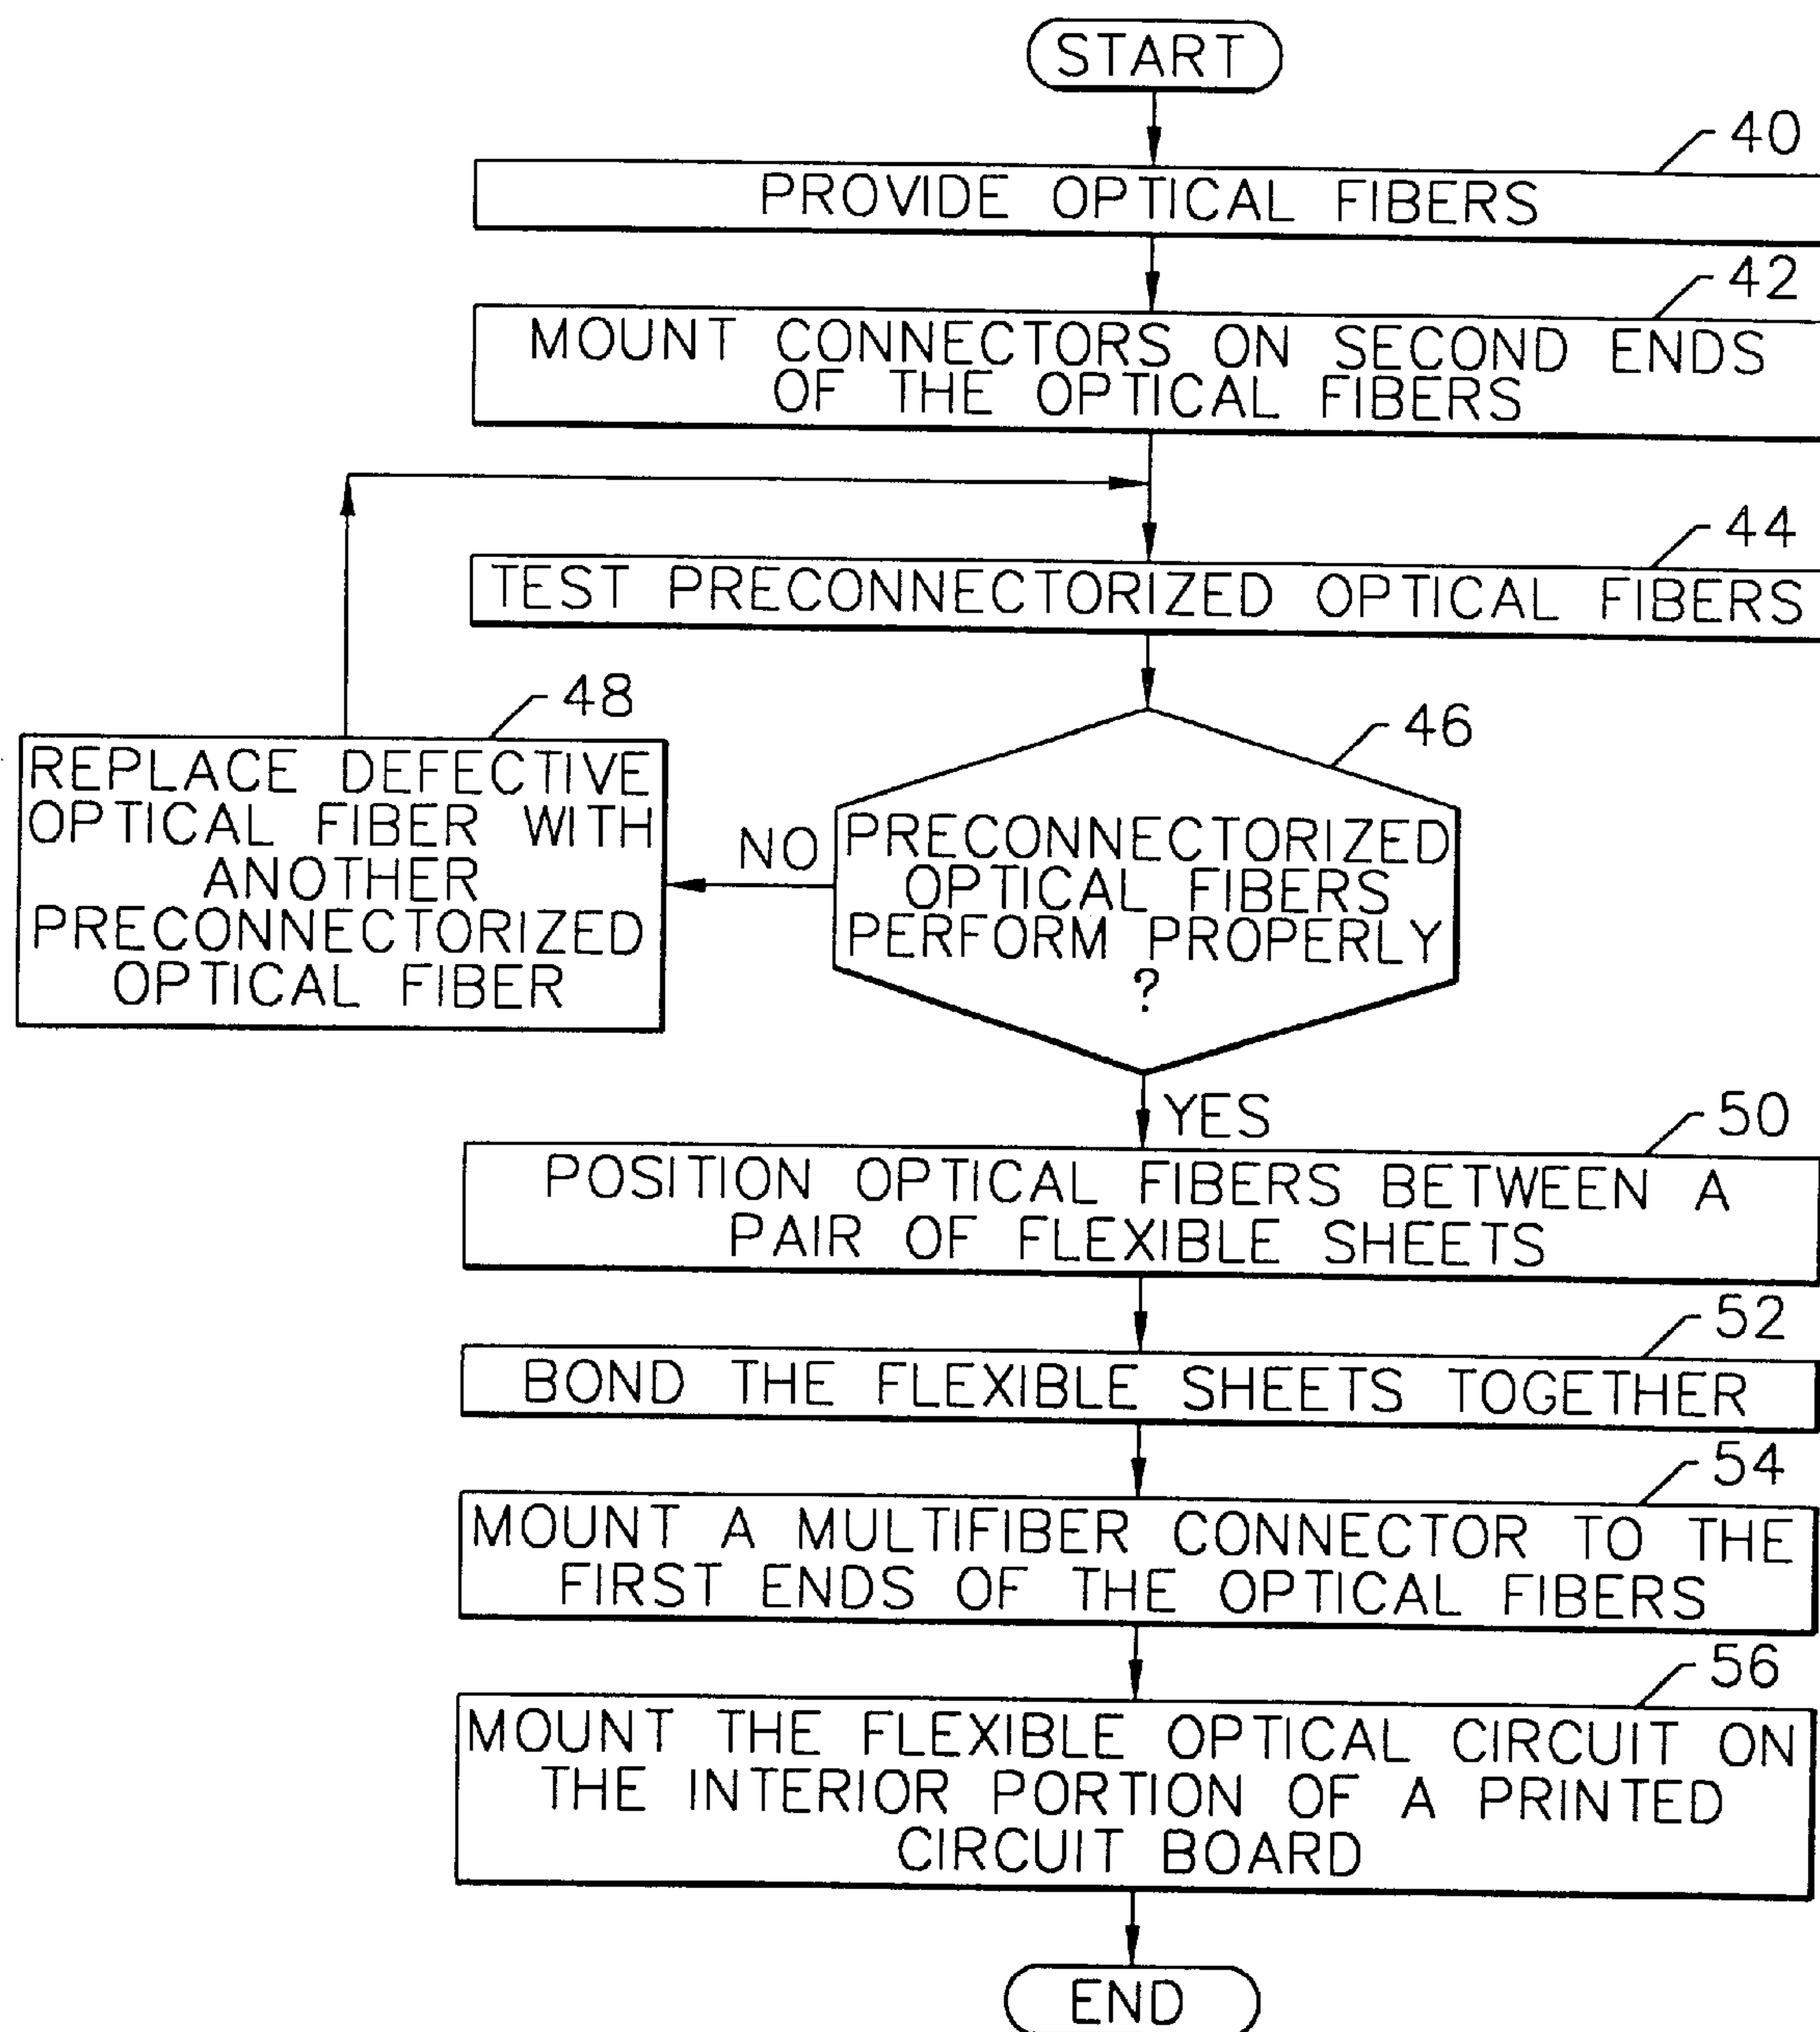 START
40
PROVIDE OPTICAL FIBERS
42
MOUNT CONNECTORS ON SECOND ENDS
OF THE OPTICAL FIBERS
44
TEST PRECONNECTORIZED OPTICAL FIBERS
46
PRECONNECTORIZED
OPTICAL FIBERS
PERFORM PROPERLY
?
NO
48
REPLACE DEFECTIVE
OPTICAL FIBER WITH
ANOTHER
PRECONNECTORIZED
OPTICAL FIBER
YES
50
POSITION OPTICAL FIBERS BETWEEN A
PAIR OF FLEXIBLE SHEETS
52
BOND THE FLEXIBLE SHEETS TOGETHER
54
MOUNT A MULTIFIBER CONNECTOR TO THE
FIRST ENDS OF THE OPTICAL FIBERS
56
MOUNT THE FLEXIBLE OPTICAL CIRCUIT ON
THE INTERIOR PORTION OF A PRINTED
CIRCUIT BOARD
END